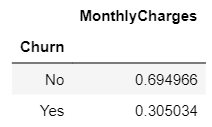 MonthlyCharges
Churn
No 0.694966
Yes 0.305034